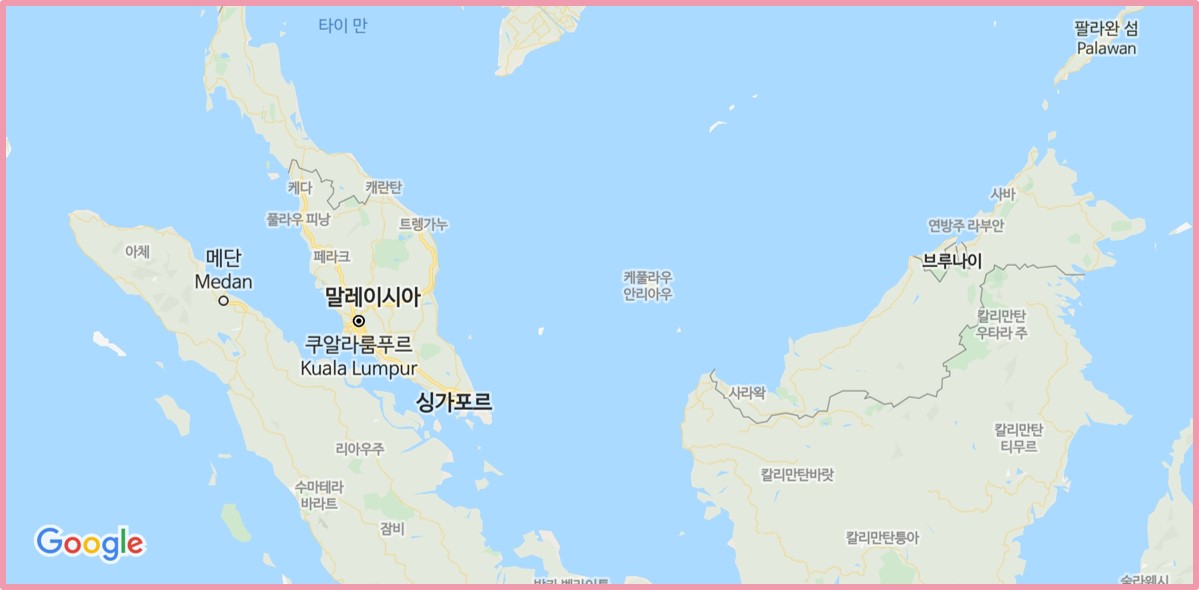 타이 만
팔라완 섬
Palawan
케다
캐란탄
사바
풀라우 피낭
트렝가누
연방주 라부안
아체
메단
Medan
페라크
브루나이
말레이시아
케풀라우
안리아우
쿠알라룸푸르
Kuala Lumpur
칼리만탄
우타라 주
싱가포르
사라왁
리아우주
칼리만탄
티무르
수마테라
바라트
칼리만탄바랏
잠비
칼리만탄틍아
Google
술라웨시